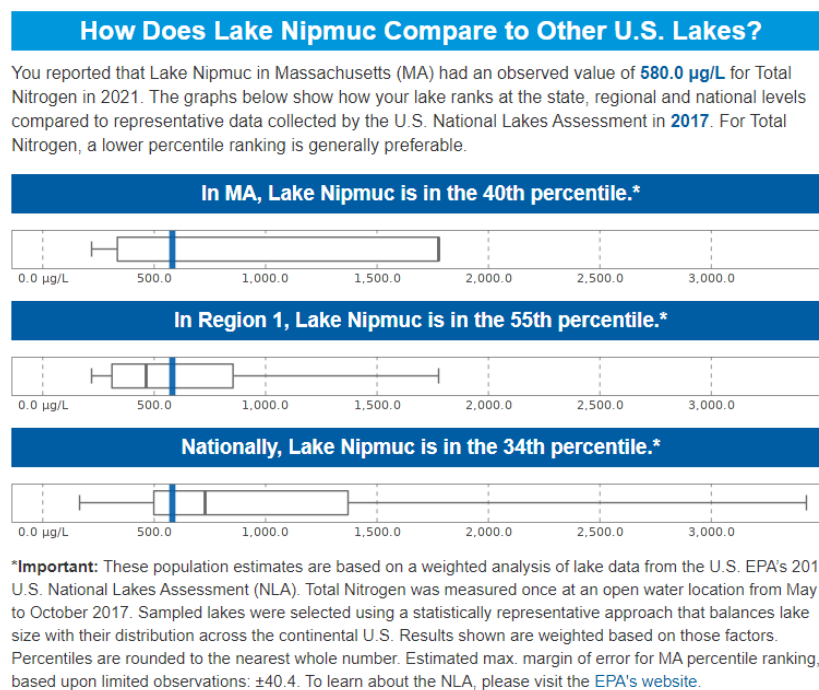 How Does Lake Nipmuc Compare to Other U.S. Lakes?
You reported that Lake Nipmuc in Massachusetts (MA) had an observed value of 580.0 µg/L for Total
Nitrogen in 2021. The graphs below show how your lake ranks at the state, regional and national levels
compared to representative data collected by the U.S. National Lakes Assessment in 2017. For Total
Nitrogen, a lower percentile ranking is generally preferable.
In MA, Lake Nipmuc is in the 40th percentile.*
0.0 µg/L 500.0 1,000.0 1,500.0 2,000.0 2,500.0 3,000.0
In Region 1, Lake Nipmuc is in the 55th percentile.*
0.0 µg/L 500.0 1,000.0 1,500.0 2,000.0 2,500.0 3,000.0
Nationally, Lake Nipmuc is in the 34th percentile.*
0.0 µg/L 500.0 1,000.0 1,500.0 2,000.0 2,500.0 3,000.0
*Important: These population estimates are based on a weighted analysis of lake data from the U.S. EPA's 201
U.S. National Lakes Assessment (NLA). Total Nitrogen was measured once at an open water location from May
to October 2017. Sampled lakes were selected using a statistically representative approach that balances lake
size with their distribution across the continental U.S. Results shown are weighted based on those factors.
Percentiles are rounded to the nearest whole number. Estimated max. margin of error for MA percentile ranking,
based upon limited observations: ±40.4. To learn about the NLA, please visit the EPA's website.